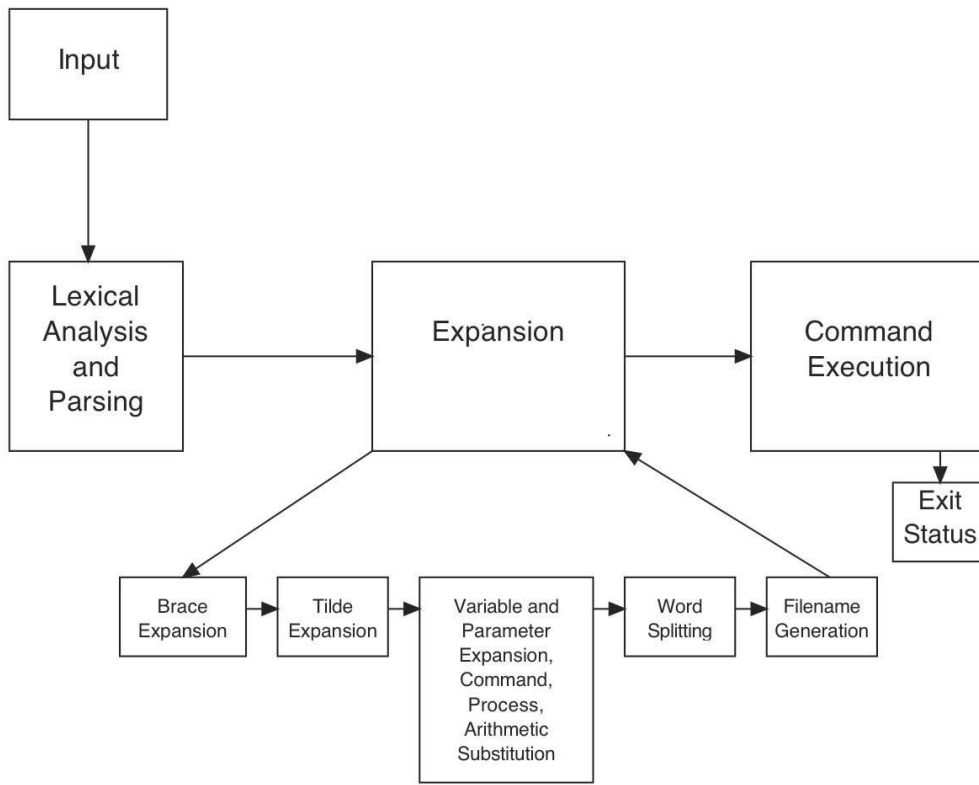 Input
Lexical
Analysis
and
Parsing
Expansion
Command
Execution
Exit
Status
Brace
Expansion
Tilde
Expansion
Variable and
Parameter
Expansion,
Command,
Process,
Arithmetic
Substitution
Word
Splitting
Filename
Generation